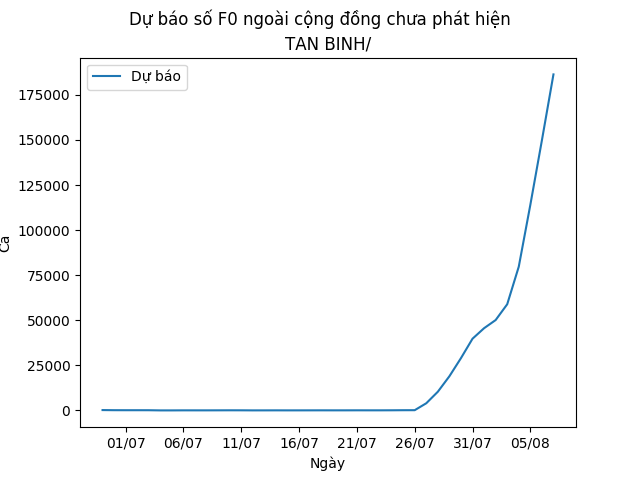 Dự báo số F0 ngoài cộng đồng chưa phát hiện
TAN BINH/
Dự báo
175000
150000
125000
100000
75000
50000
25000
0
Ca
01/07 06/07 11/07 16/07 21/07 26/07 31/07 05/08
Ngày